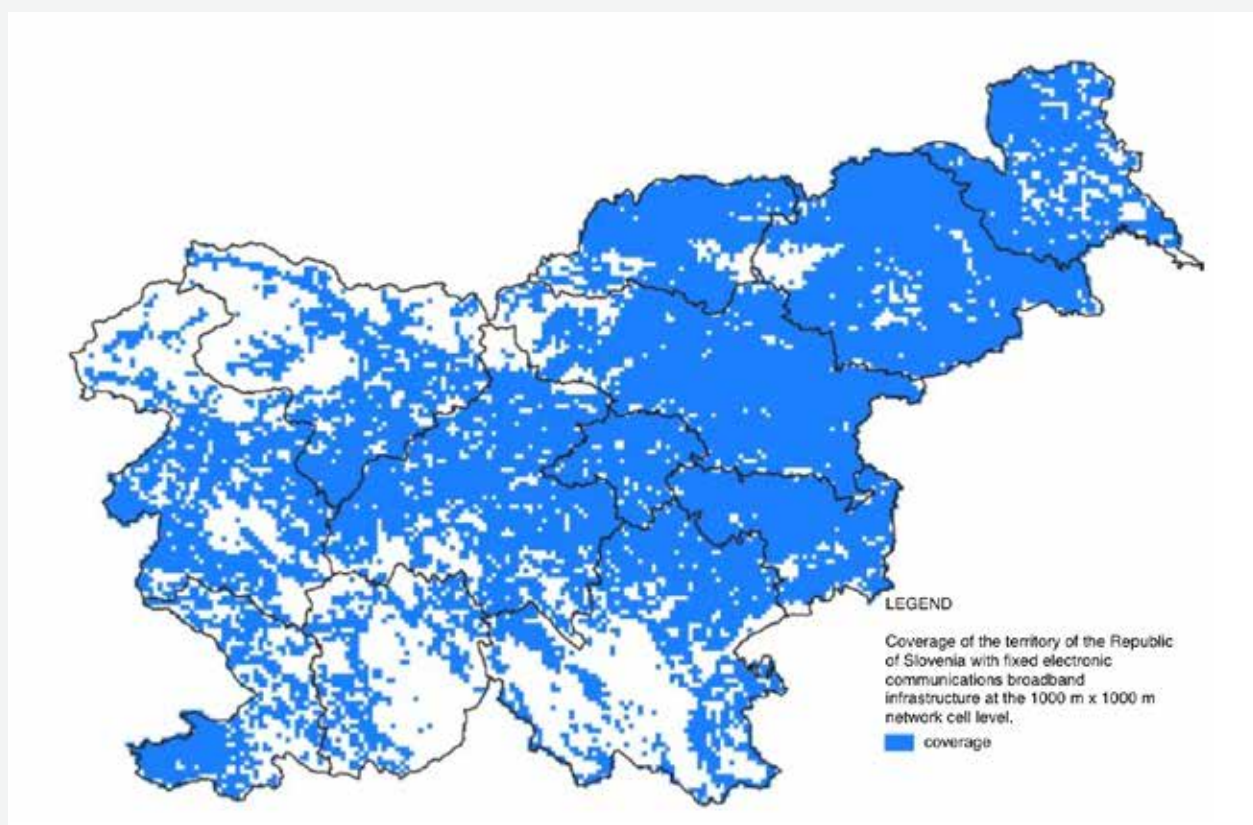 LEGEND
Coverage of the territory of the Republic
of Slovenia with fixed electronic
communications broadband
infrastructure at the 1000 m x 1000 m
network cell level.
coverage